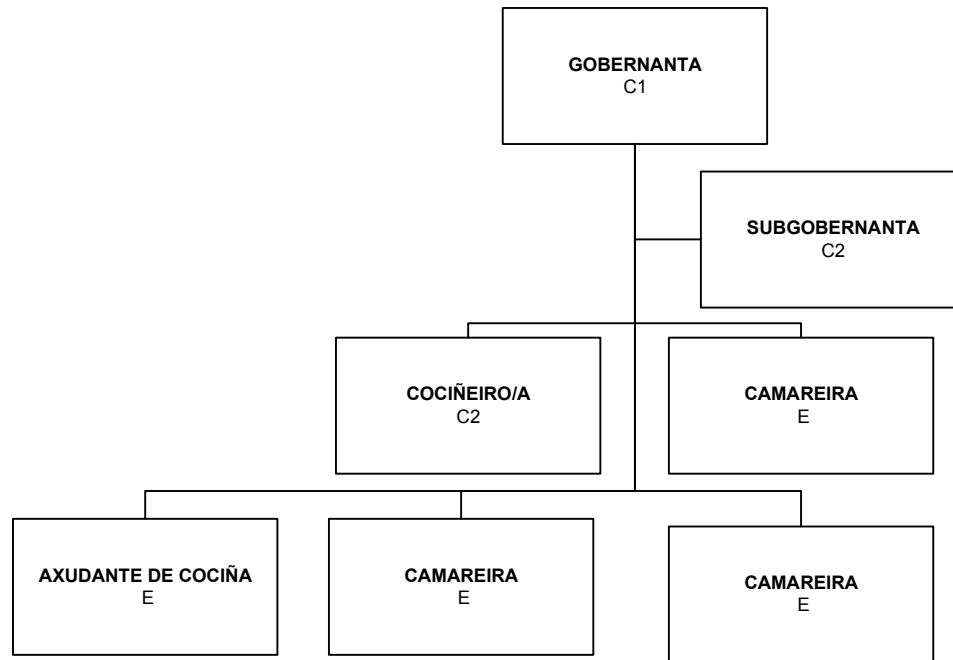 GOBERNANTA
C1
SUBGOBERNANTA
C2
COCIÑEIRO/A
C2
CAMAREIRA
E
AXUDANTE DE COCIÑA
E
CAMAREIRA
E
CAMAREIRA
E